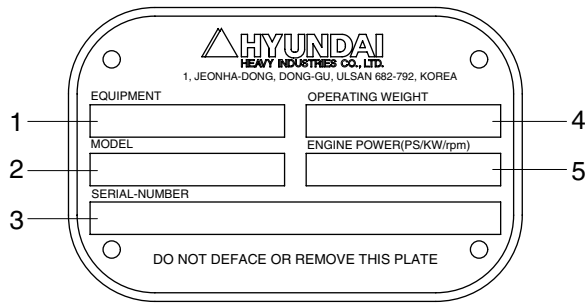 HYUNDAI
HEAVY INDUSTRIES CO., LTD.
1, JEONHA-DONG, DONG-GU, ULSAN 682-792, KOREA
EQUIPMENT
OPERATING WEIGHT
1
4
MODEL
ENGINE POWER(PS/KW/rpm)
2
5
SERIAL-NUMBER
3
DO NOT DEFACE OR REMOVE THIS PLATE